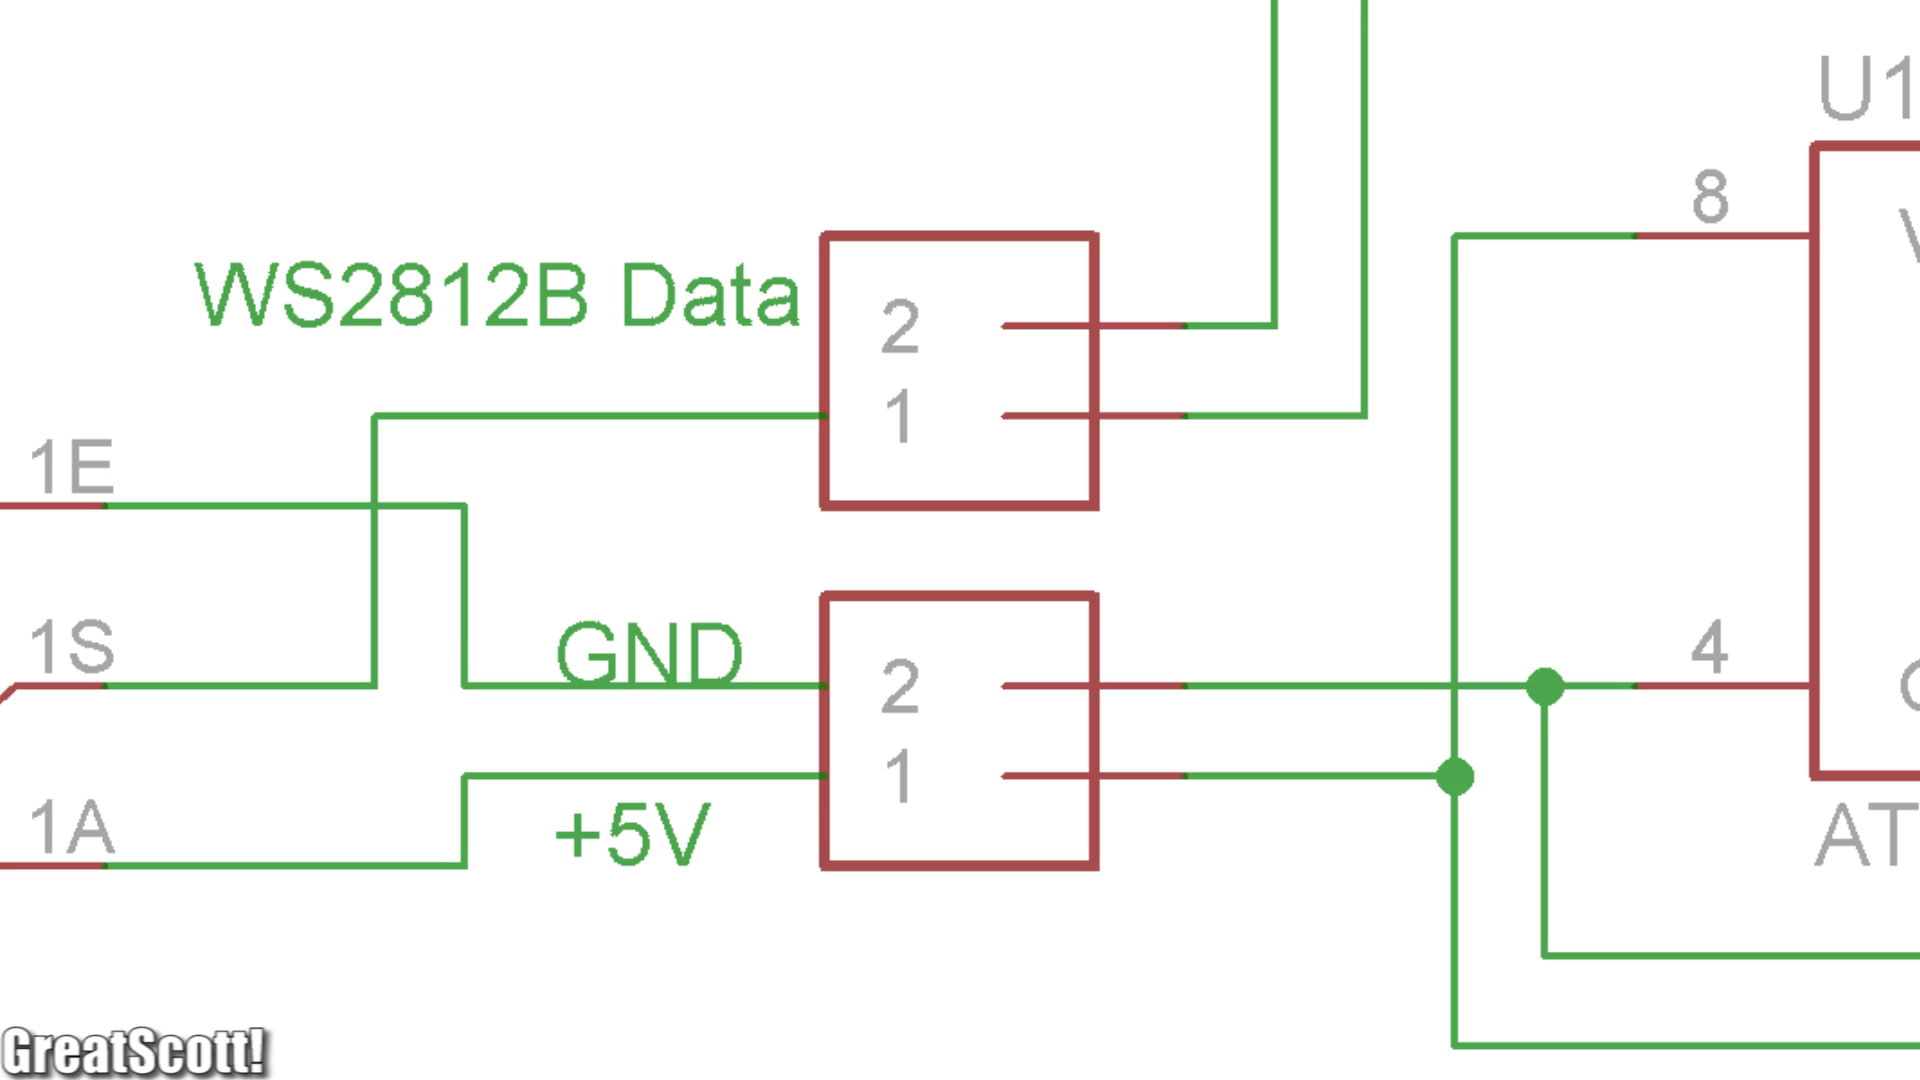 U1
8
WS2812B Data
2
1
1E
1S
GND
2
4
1
1A
+5V
AT
GreatScott!